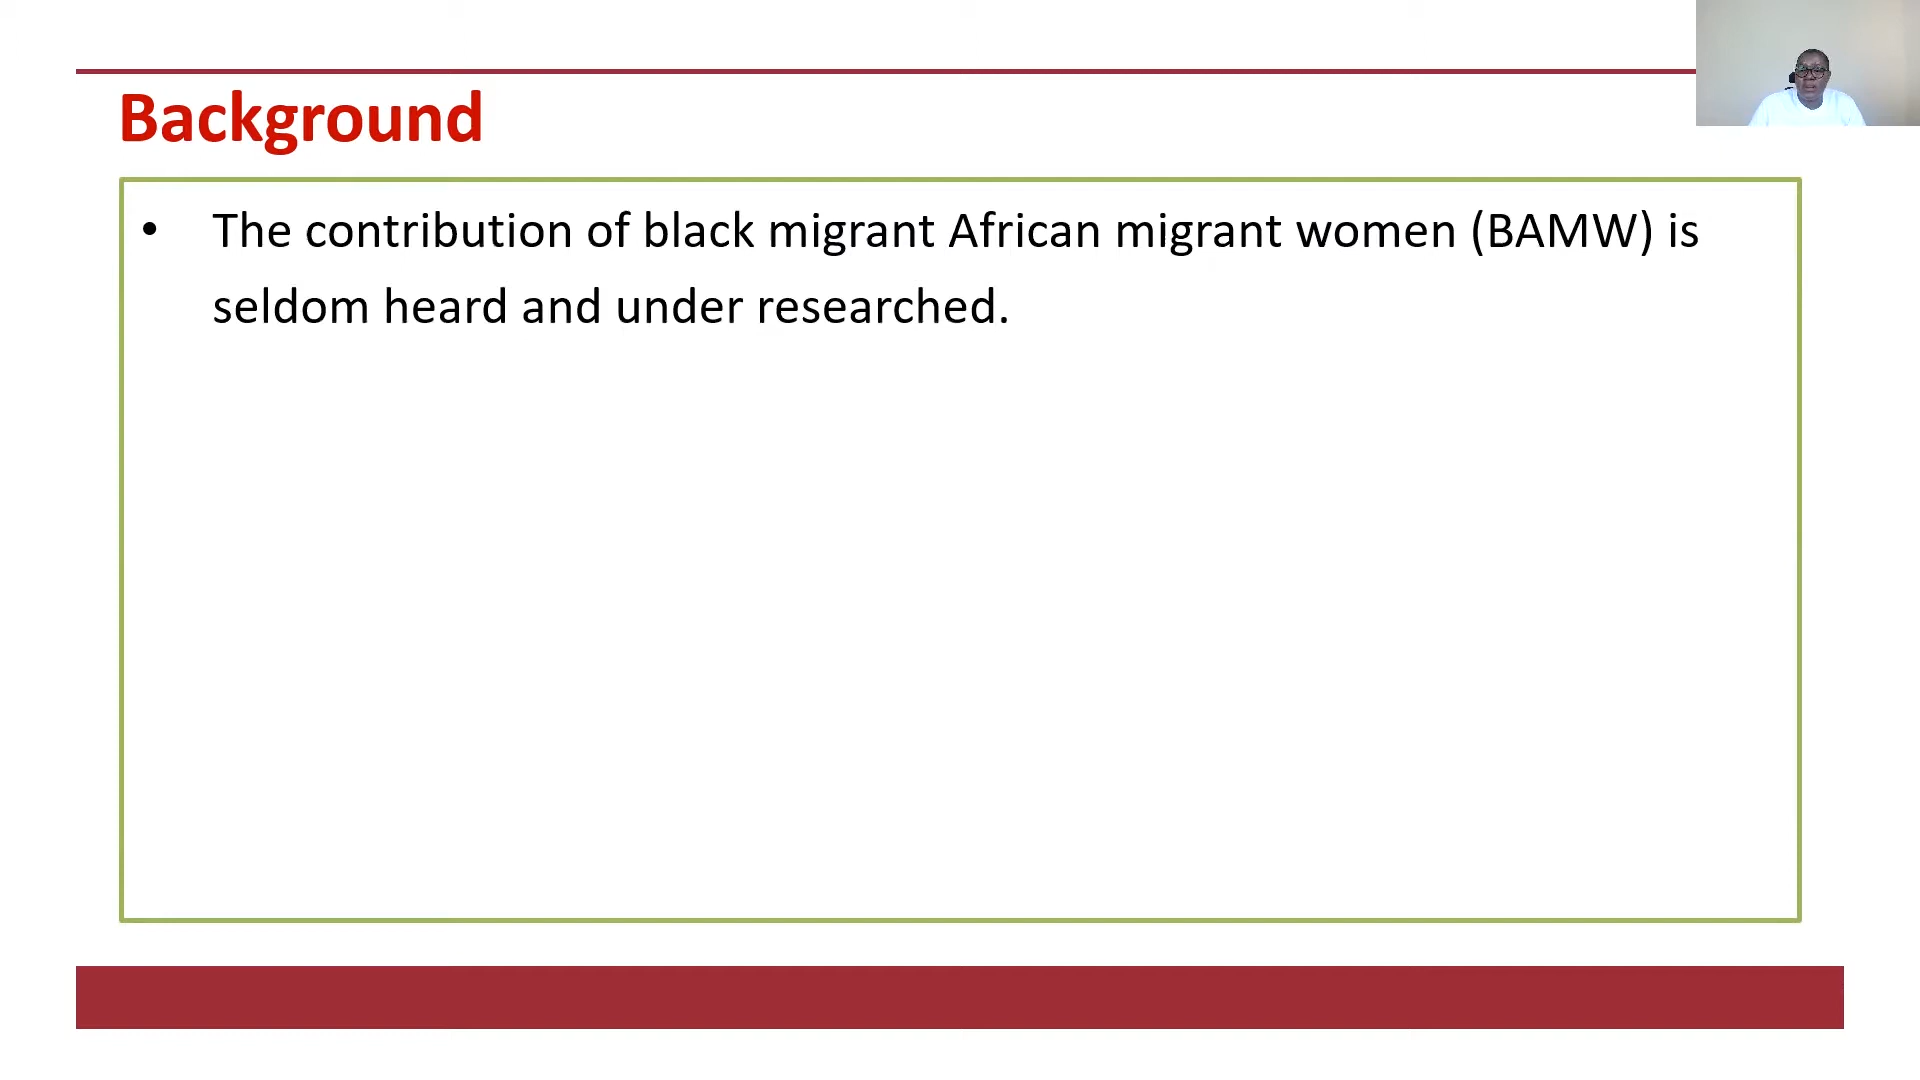 Background
• The contribution of black migrant African migrant women (BAMW) is
seldom heard and under researched.